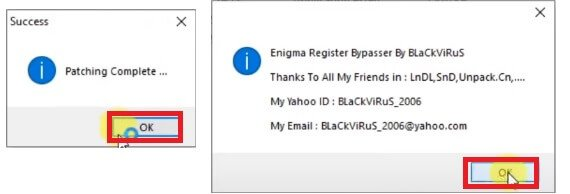 Success
Patching Complete ...
OK
Enigma Register Bypasser By BLaCkViRuS
Thanks To All My Friends in : LnDL,SnD,Unpack.Cn,....
My Yahoo ID : BLaCkViRuS_2006
My Email : BLaCkViRuS_2006@yahoo.com
OK